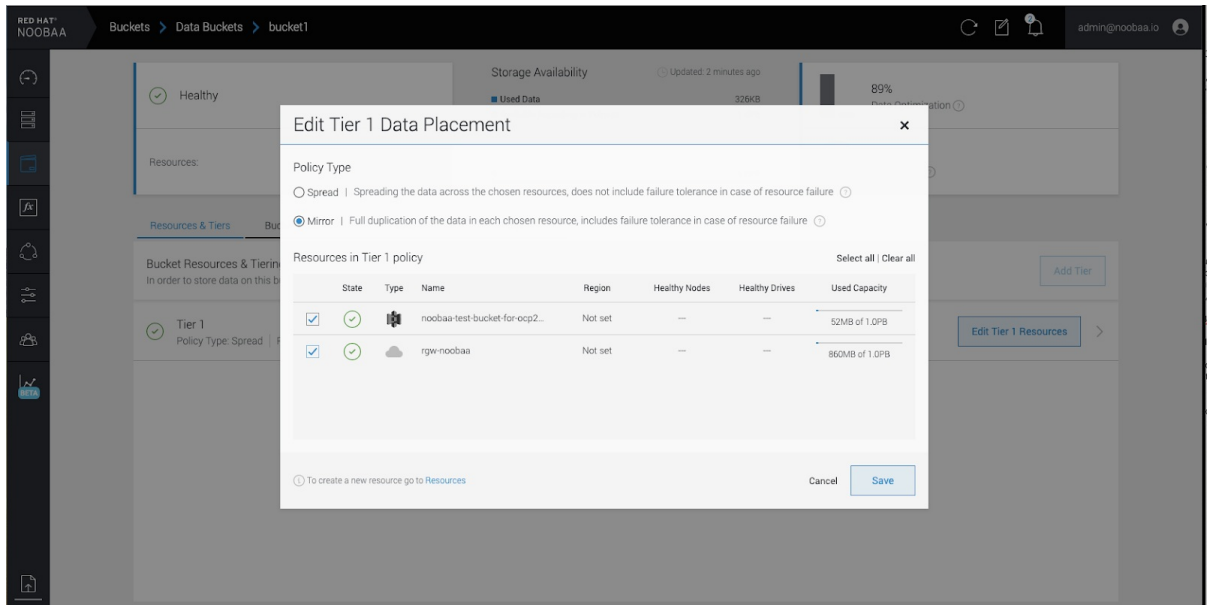 RED HAT®
NOOBAA
Buckets > Data Buckets > bucket1
2
admin@noobaa.io
Healthy
Storage Availability
Updated: 2 minutes ago
Used Data 326KB
89%
Data Optimization
Resources:
Edit Tier 1 Data Placement
Policy Type
Spread | Spreading the data across the chosen resources, does not include failure tolerance in case of resource failure
Mirror | Full duplication of the data in each chosen resource, includes failure tolerance in case of resource failure
Resources & Tiers
Buc
Bucket Resources & Tierin
In order to store data on this b
Add Tier
Resources in Tier 1 policy
Select all | Clear all
State Type Name Region Healthy Nodes Healthy Drives Used Capacity
noobaa-test-bucket-for-ocp2... Not set — — 52MB of 1.0PB
rgw-noobaa Not set — — 860MB of 1.0PB
Tier 1
Policy Type: Spread
Edit Tier 1 Resources
BETA
To create a new resource go to Resources
Cancel
Save